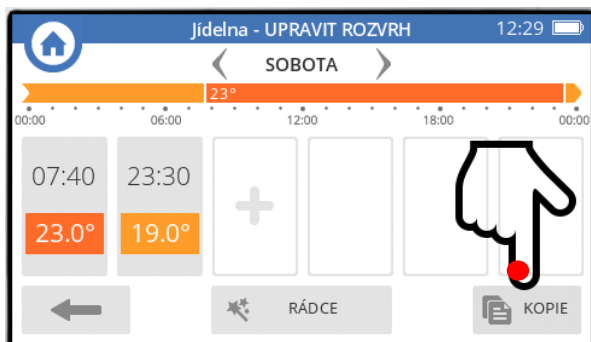 Jídelna - UPRAVIT ROZVRH 12:29
SOBOTA
23°
00:00 06:00 12:00 18:00 00:00
07:40 23:30
23.0° 19.0°
RÁDCE KOPIE